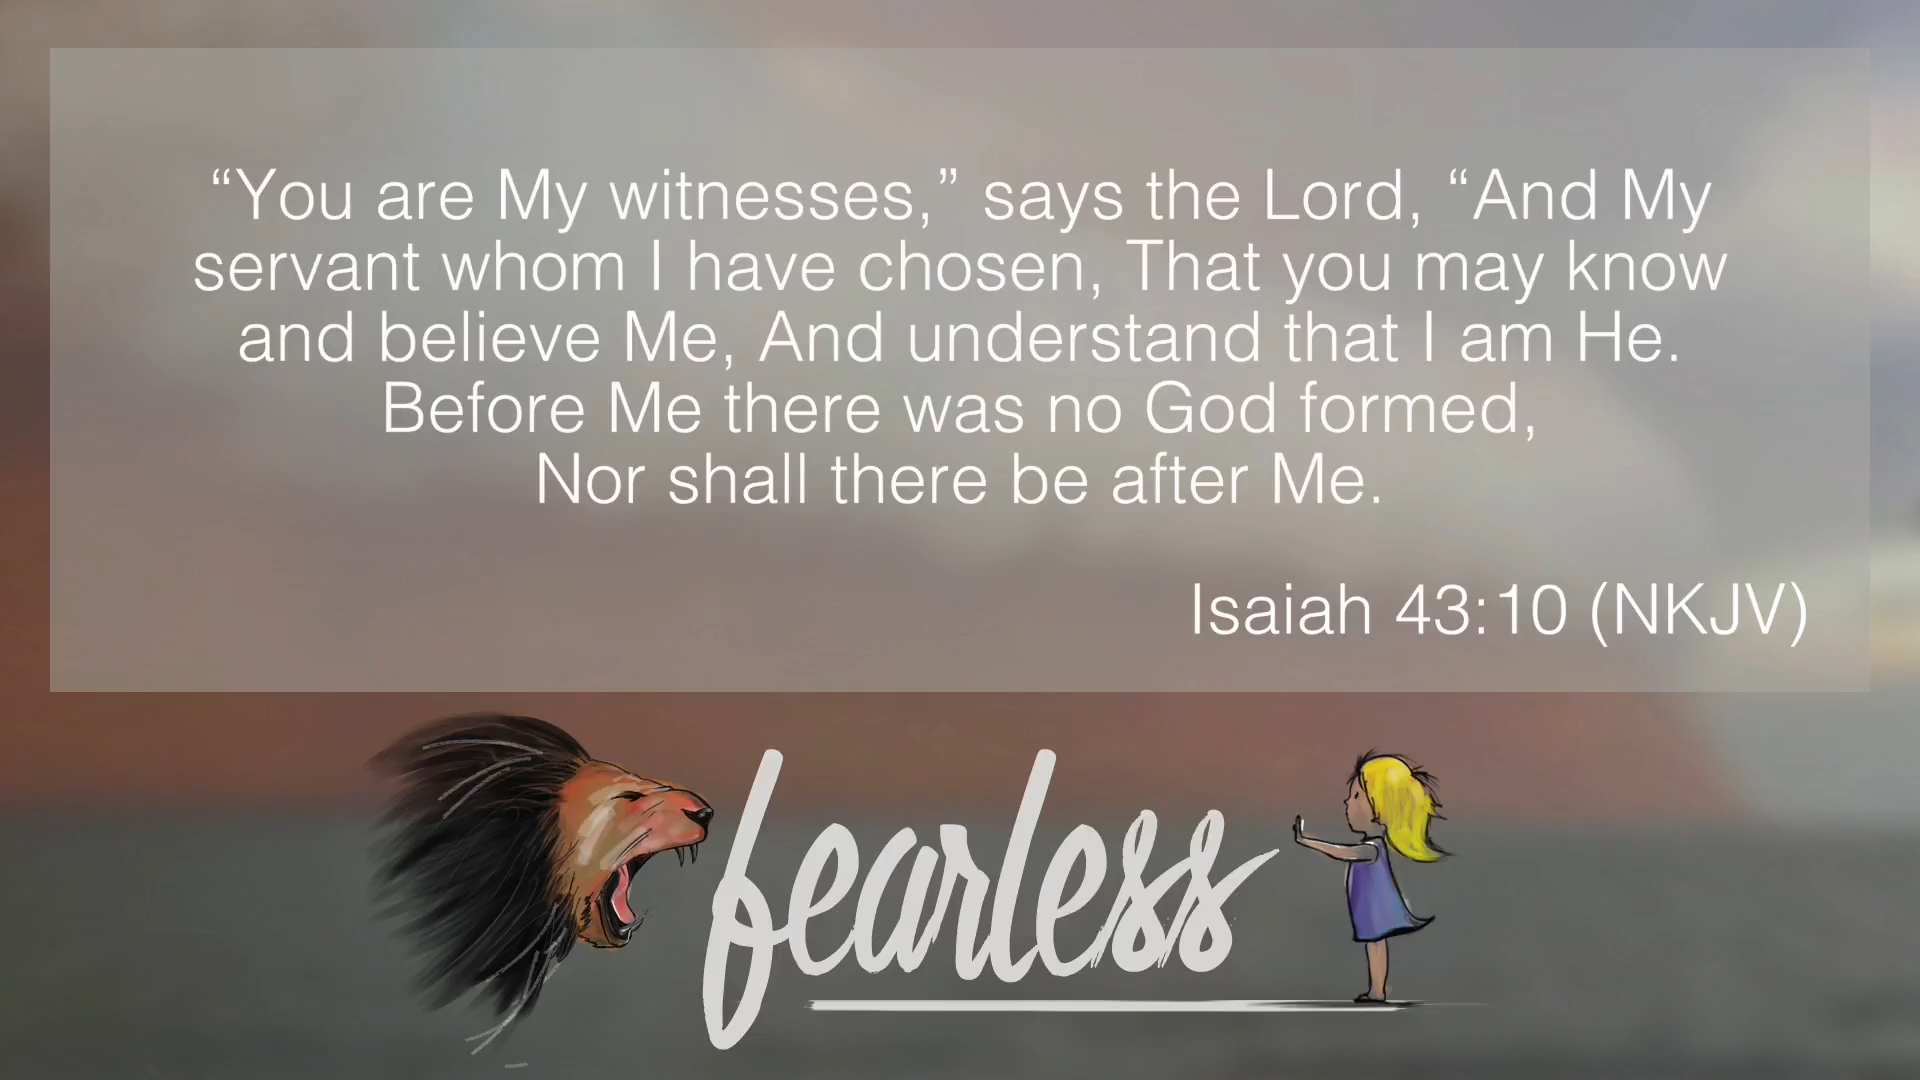 “You are My witnesses,” says the Lord, “And My
servant whom I have chosen, That you may know
and believe Me, And understand that I am He.
Before Me there was no God formed,
Nor shall there be after Me.
Isaiah 43:10 (NKJV)
fearless